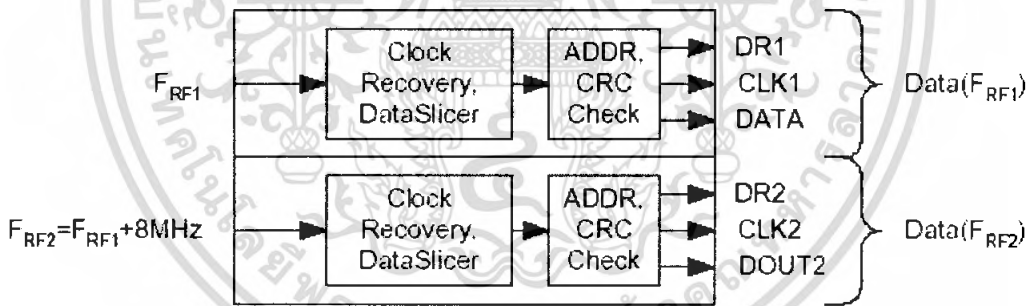 F_RF1
Clock
Recovery,
DataSlicer
ADDR,
CRC
Check
DR1
CLK1
DATA
Data(F_RF1)
F_RF2=F_RF1+8MHz
Clock
Recovery,
DataSlicer
ADDR,
CRC
Check
DR2
CLK2
DOUT2
Data(F_RF2)